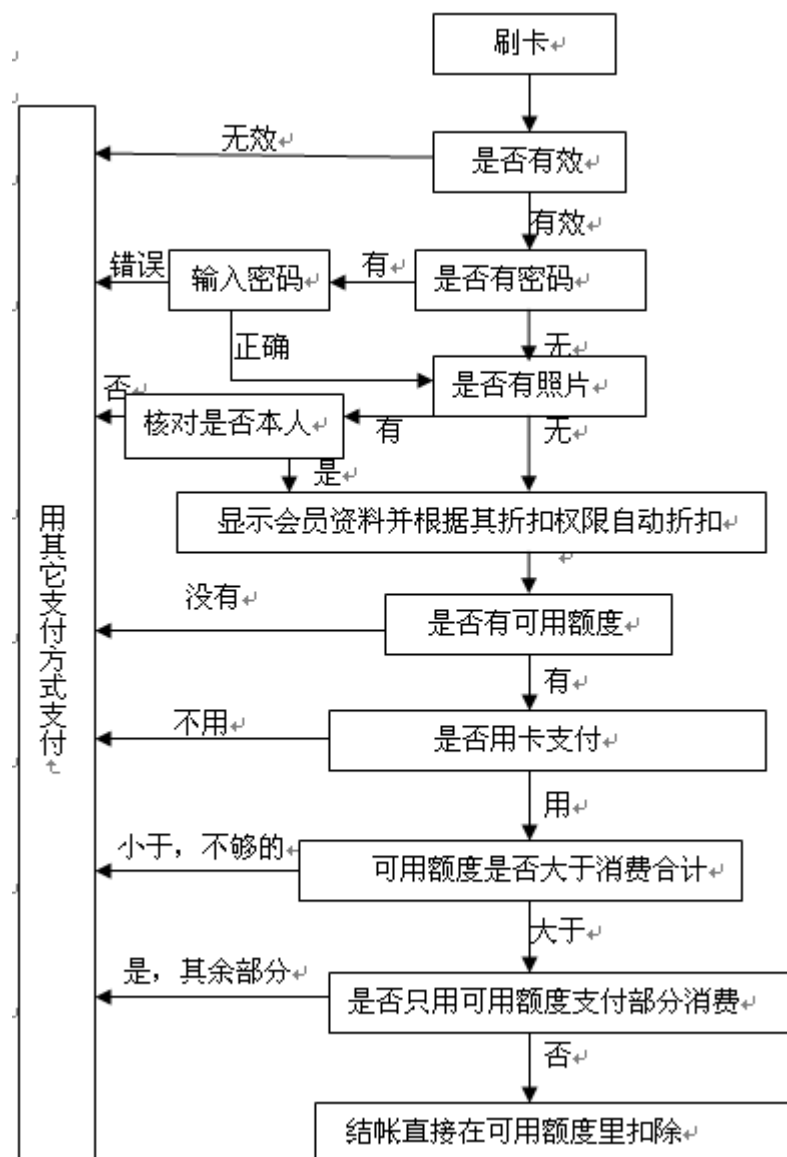 刷卡
无效
是否有效
有效
错误
输入密码
有
是否有密码
正确
无
否
是否有照片
核对是否本人
有
无
是
显示会员资料并根据其折扣权限自动折扣
没有
是否有可用额度
有
不用
是否用卡支付
用
小于，不够的
可用额度是否大于消费合计
大于
是，其余部分
是否只用可用额度支付部分消费
否
结帐直接在可用额度里扣除
用其它支付方式支付